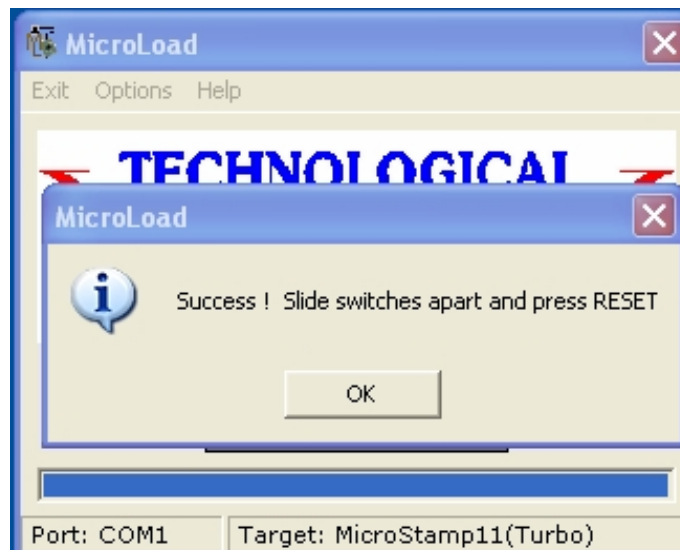 MicroLoad
Exit Options Help
TECHNOLOGICAL
MicroLoad
Success ! Slide switches apart and press RESET
OK
Port: COM1 Target: MicroStamp11(Turbo)